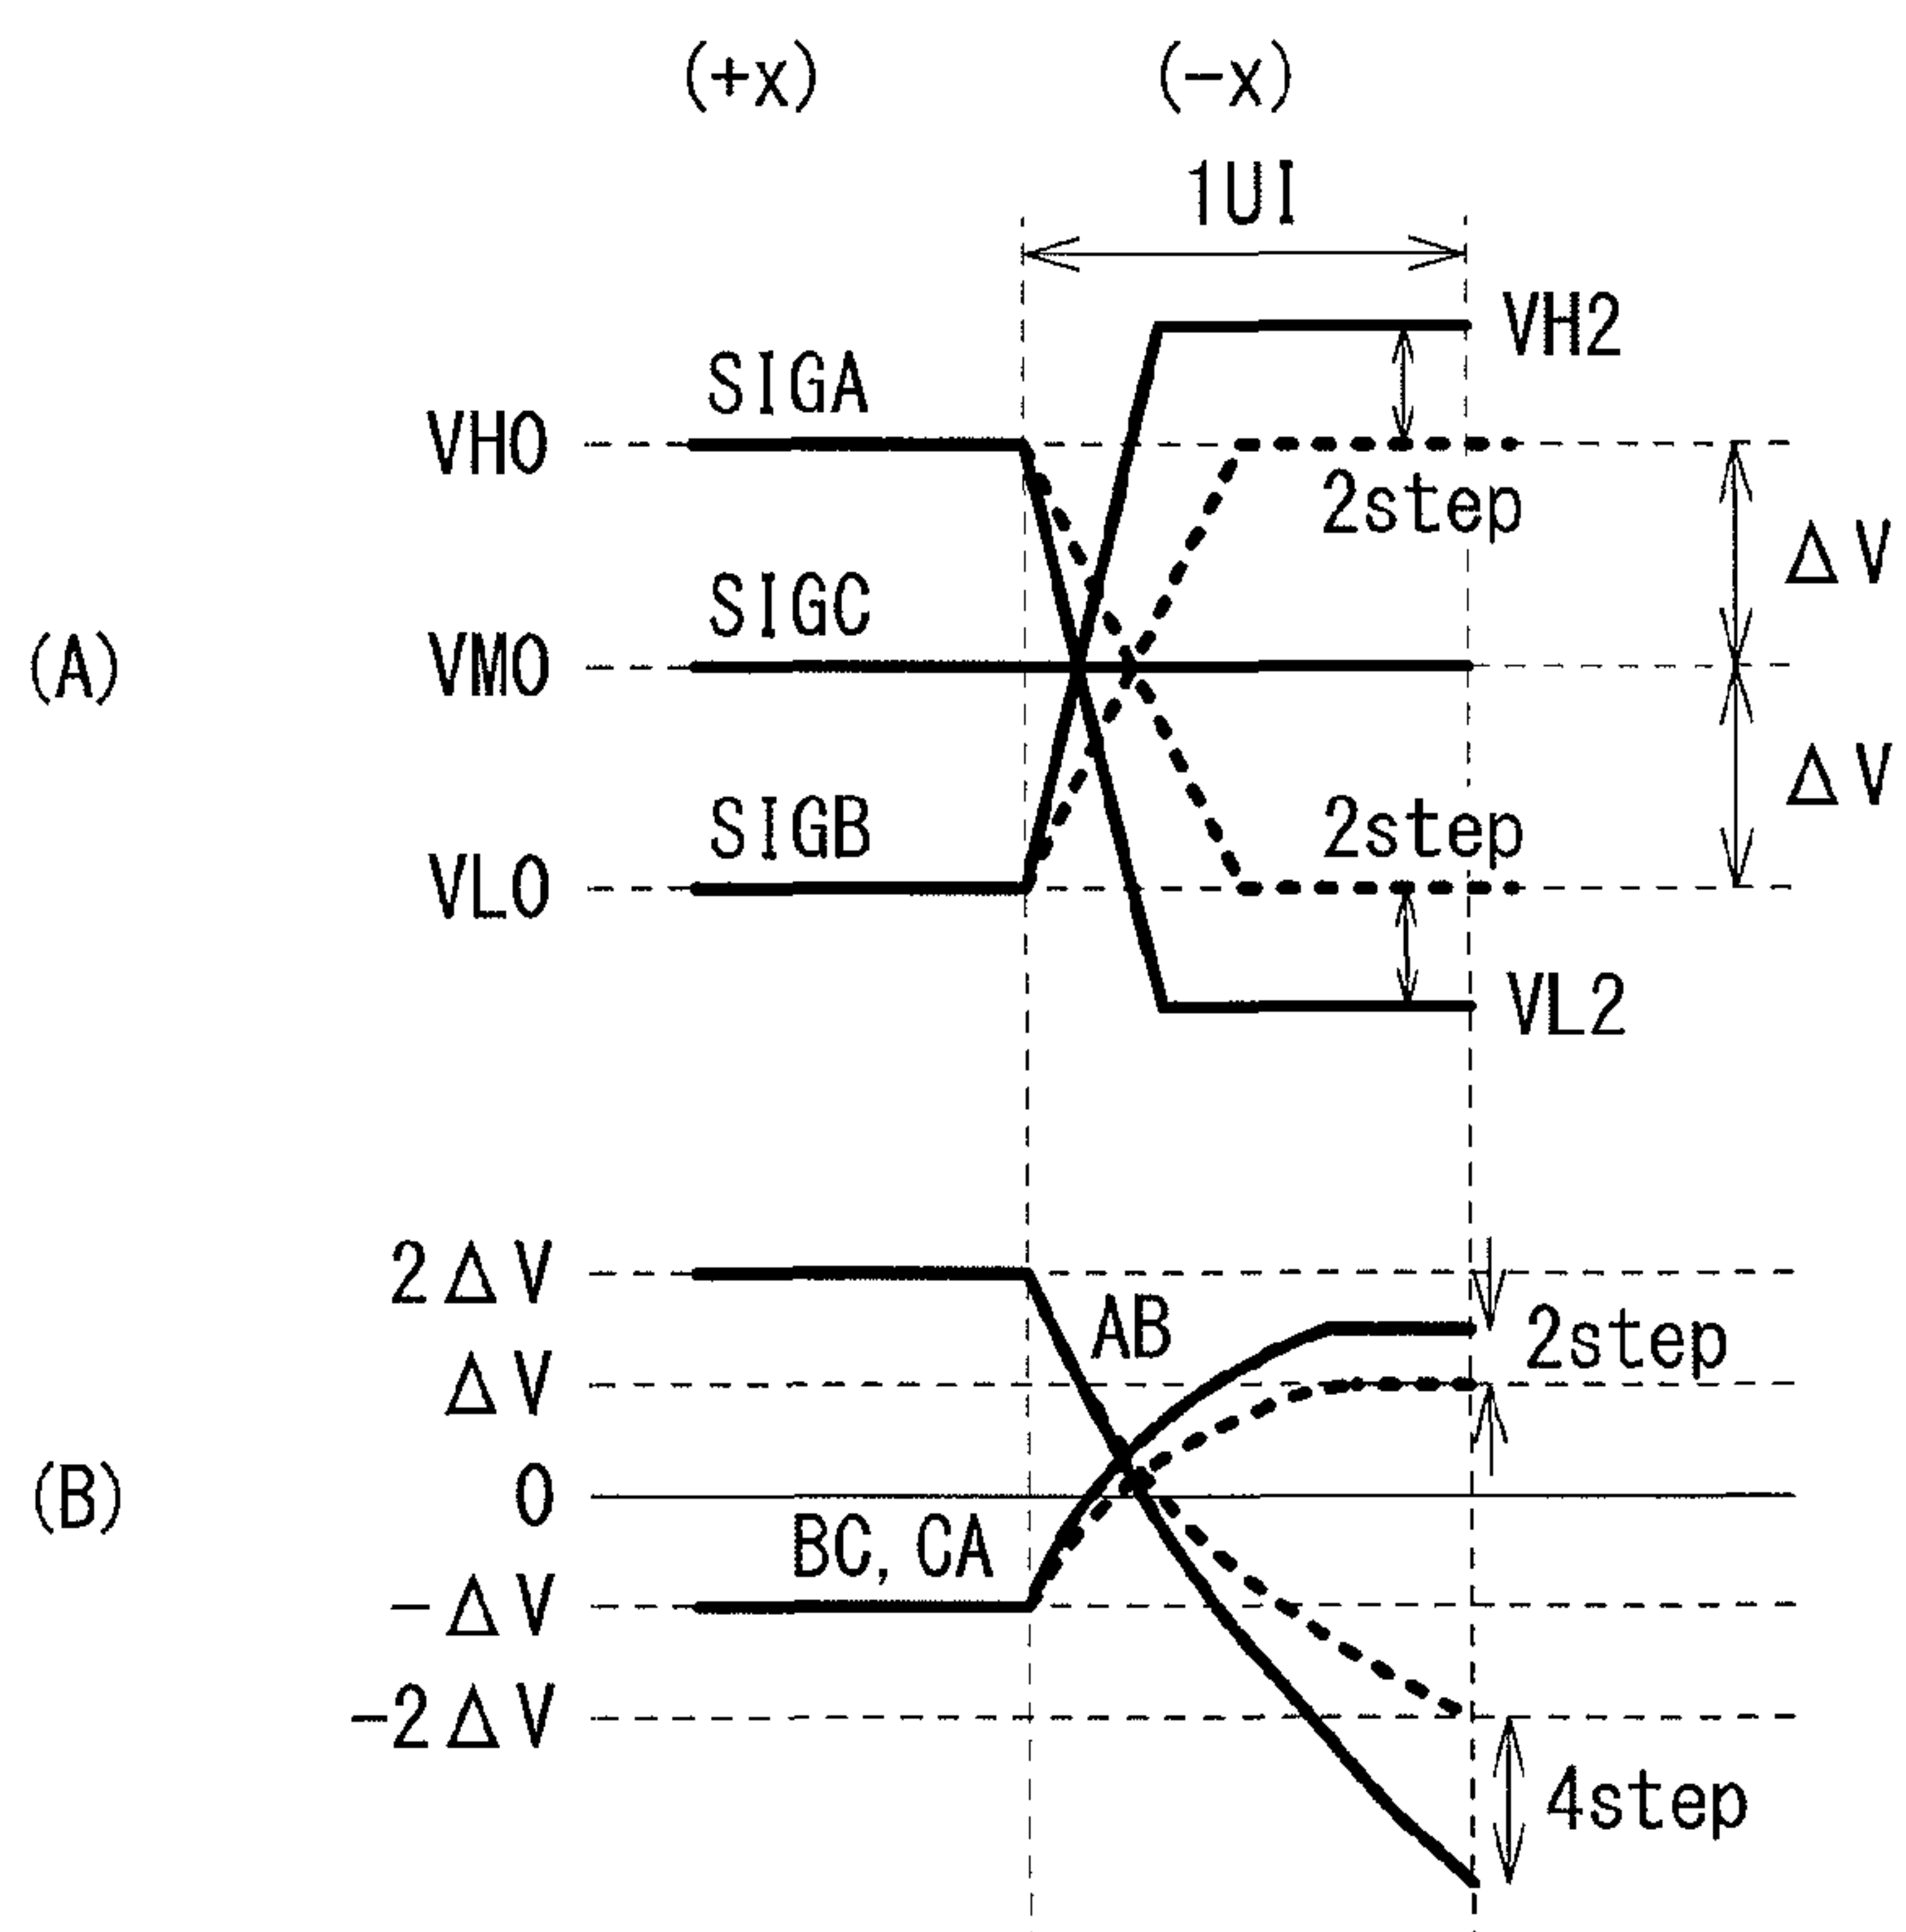 (+x) (-x)
1UI
VH2
SIGA
VH0
2step
ΔV
SIGC
(A) VM0
ΔV
SIGB 2step
VL0
VL2
2ΔV
AB
2step
ΔV
(B) 0
BC, CA
-ΔV
-2ΔV
4step